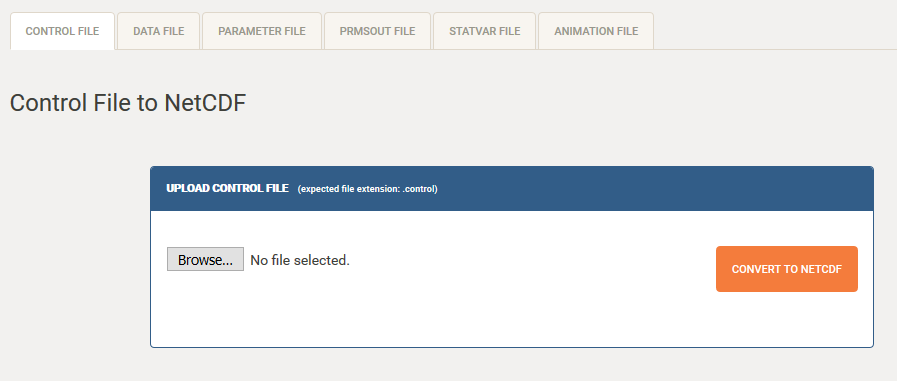 CONTROL FILE DATA FILE PARAMETER FILE PRMSOUT FILE STATVAR FILE ANIMATION FILE
Control File to NetCDF
UPLOAD CONTROL FILE (expected file extension: .control)
Browse... No file selected. CONVERT TO NETCDF